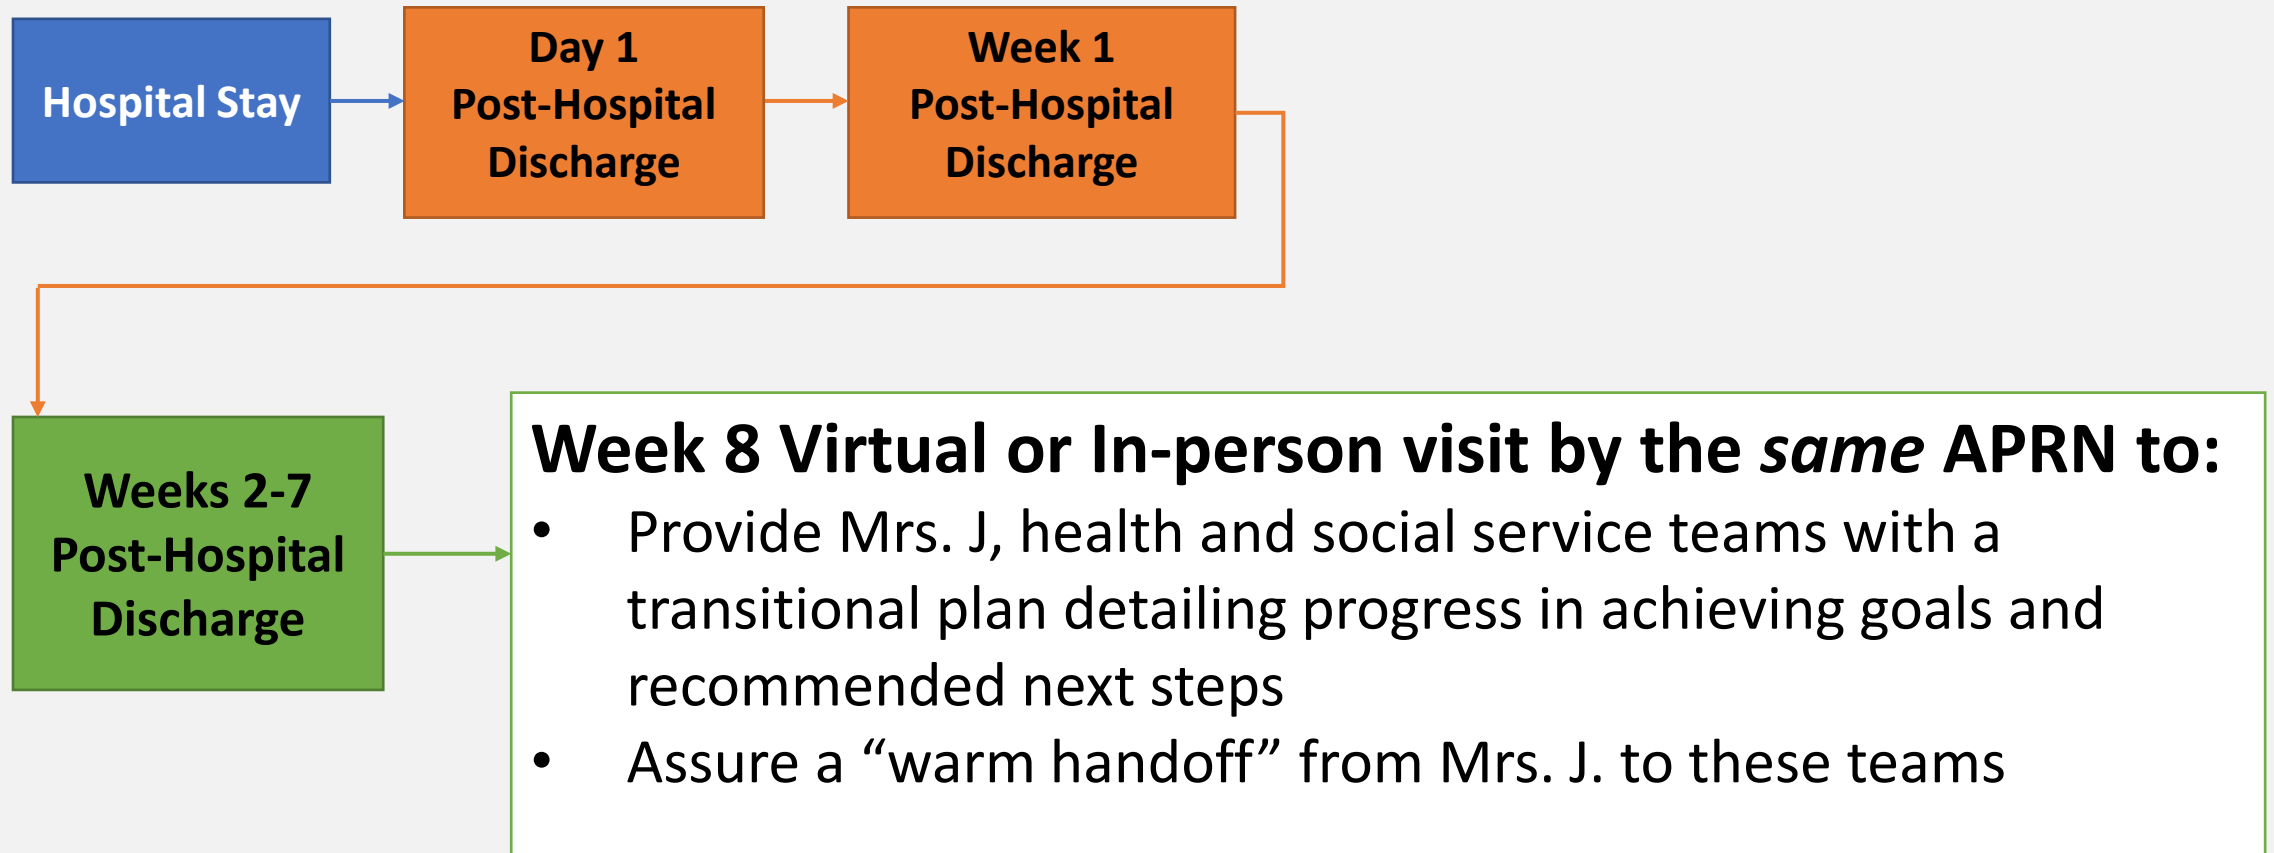 Hospital Stay
Day 1
Post-Hospital
Discharge
Week 1
Post-Hospital
Discharge
Weeks 2-7
Post-Hospital
Discharge
Week 8 Virtual or In-person visit by the same APRN to:
• Provide Mrs. J, health and social service teams with a
transitional plan detailing progress in achieving goals and
recommended next steps
• Assure a “warm handoff” from Mrs. J. to these teams